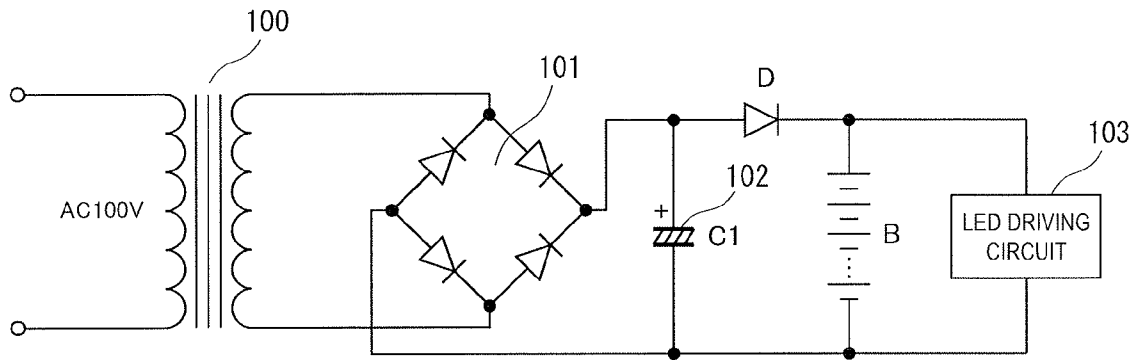 100
101
D
103
102
AC100V
+
C1
B
LED DRIVING
CIRCUIT